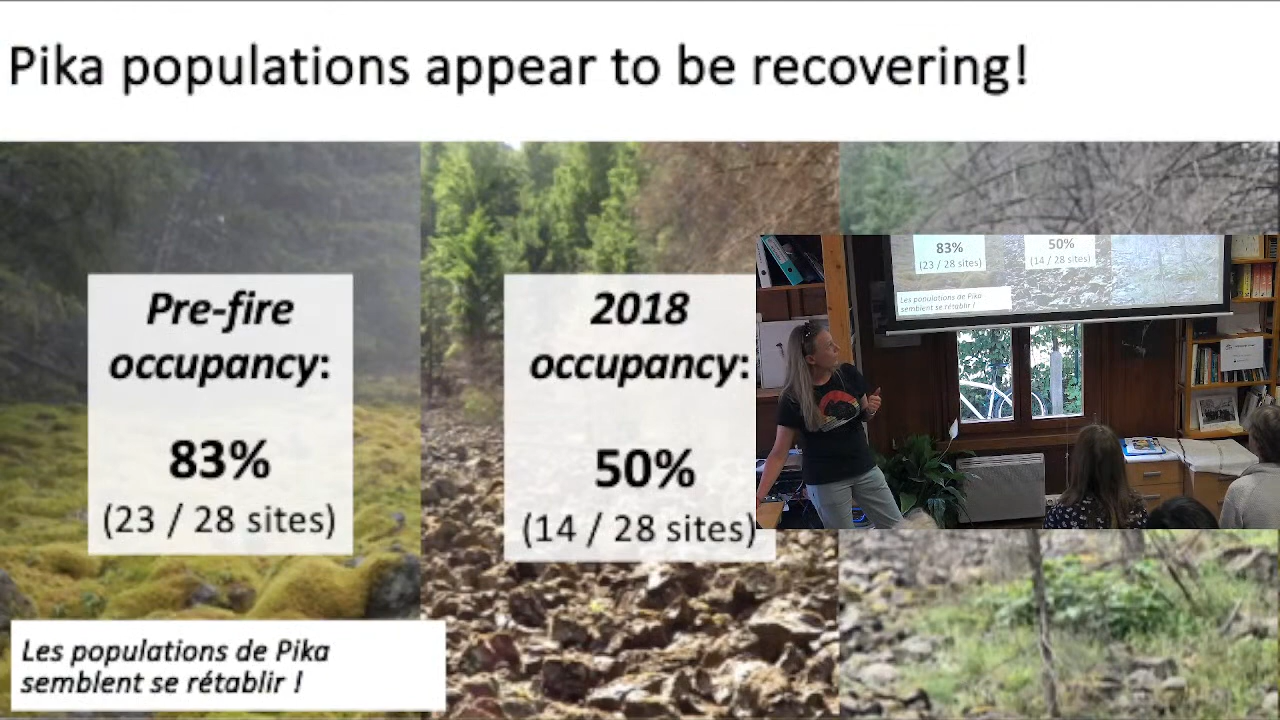 Pika populations appear to be recovering!
Pre-fire
occupancy:
83%
(23 / 28 sites)
2018
occupancy:
50%
(14 / 28 sites)
Les populations de Pika
semblent se rétablir !
83%
(23 / 28 sites)
50%
(14 / 28 sites)
Les populations de Pika
semblent se rétablir !